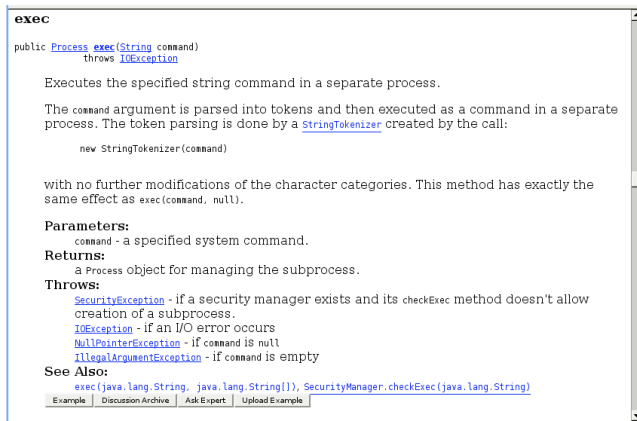 exec
public Process exec(String command)
throws IOException
Executes the specified string command in a separate process.
The command argument is parsed into tokens and then executed as a command in a separate
process. The token parsing is done by a StringTokenizer created by the call:
new StringTokenizer(command)
with no further modifications of the character categories. This method has exactly the
same effect as exec(command, null).
Parameters:
command - a specified system command.
Returns:
a Process object for managing the subprocess.
Throws:
SecurityException - if a security manager exists and its checkExec method doesn't allow
creation of a subprocess.
IOException - if an I/O error occurs
NullPointerException - if command is null
IllegalArgumentException - if command is empty
See Also:
exec(java.lang.String, java.lang.String[]), SecurityManager.checkExec(java.lang.String)
Example Discussion Archive Ask Expert Upload Example